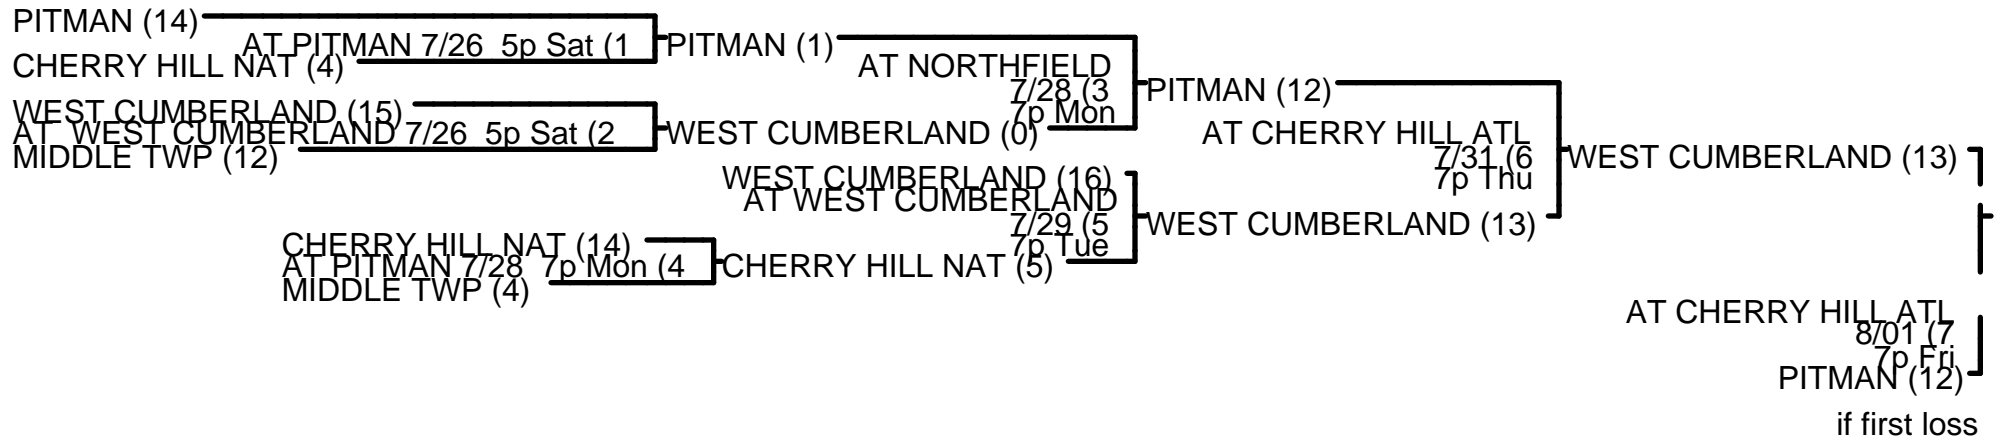 PITMAN (14)
AT PITMAN 7/26  5p Sat (1
CHERRY HILL NAT (4)
PITMAN (1)
WEST CUMBERLAND (15)
AT  WEST CUMBERLAND 7/26  5p Sat (2
MIDDLE TWP (12)
WEST CUMBERLAND (0)
AT NORTHFIELD
7/28 (3
7p Mon
PITMAN (12)
WEST CUMBERLAND (16)
AT WEST CUMBERLAND
7/29 (5
7p Tue
CHERRY HILL NAT (14)
AT PITMAN 7/28  7p Mon (4
MIDDLE TWP (4)
CHERRY HILL NAT (5)
WEST CUMBERLAND (13)
AT CHERRY HILL ATL
7/31 (6
7p Thu
WEST CUMBERLAND (13)
AT CHERRY HILL ATL
8/01 (7
7p Fri
PITMAN (12)
if first loss